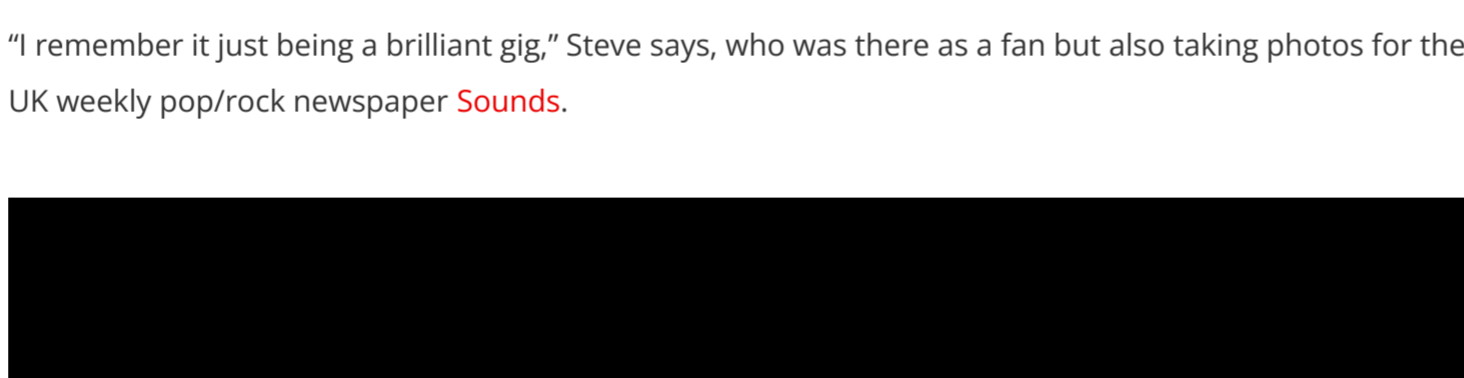 “I remember it just being a brilliant gig,” Steve says, who was there as a fan but also taking photos for the
UK weekly pop/rock newspaper Sounds.